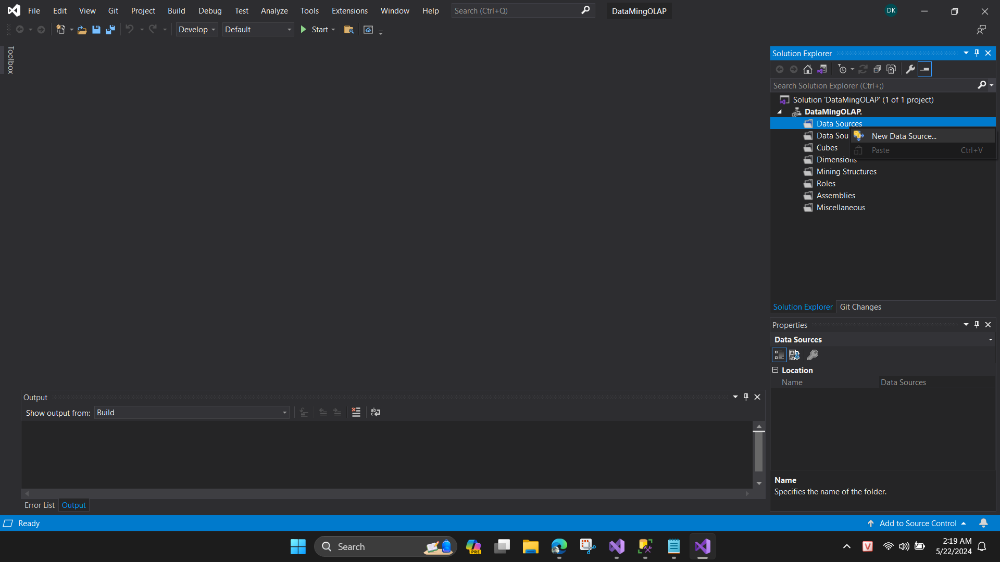 File Edit View Git Project Build Debug Test Analyze Tools Extensions Window Help Search (Ctrl+Q) DataMingOLAP DK
Develop Default Start
Toolbox
Solution Explorer
Search Solution Explorer (Ctrl+;)
Solution 'DataMingOLAP' (1 of 1 project)
DataMingOLAP.
Data Sources
Data Sou
New Data Source...
Cubes
Paste Ctrl+V
Dimensions
Mining Structures
Roles
Assemblies
Miscellaneous
Solution Explorer Git Changes
Properties
Data Sources
Location
Name Data Sources
Name
Specifies the name of the folder.
Output
Show output from: Build
Error List Output
Ready Add to Source Control
Search PRE V 2:19 AM
5/22/2024